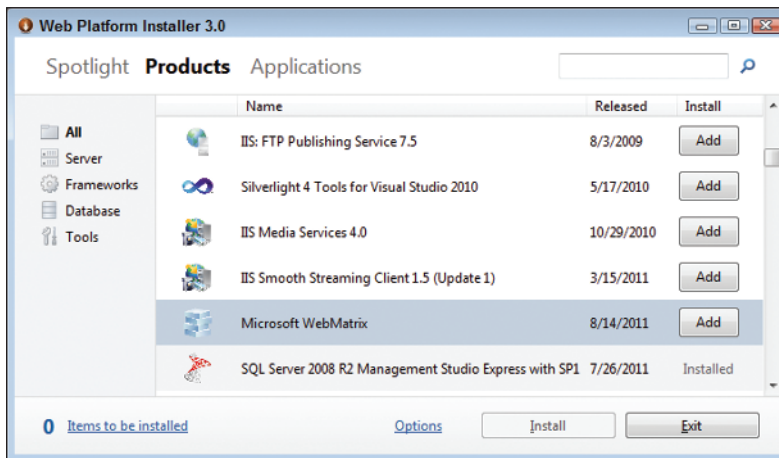 Web Platform Installer 3.0
Spotlight Products Applications
Name Released Install
All
Server
Frameworks
Database
Tools
IIS: FTP Publishing Service 7.5 8/3/2009 Add
Silverlight 4 Tools for Visual Studio 2010 5/17/2010 Add
IIS Media Services 4.0 10/29/2010 Add
IIS Smooth Streaming Client 1.5 (Update 1) 3/15/2011 Add
Microsoft WebMatrix 8/14/2011 Add
SQL Server 2008 R2 Management Studio Express with SP1 7/26/2011 Installed
0 Items to be installed Options Install Exit